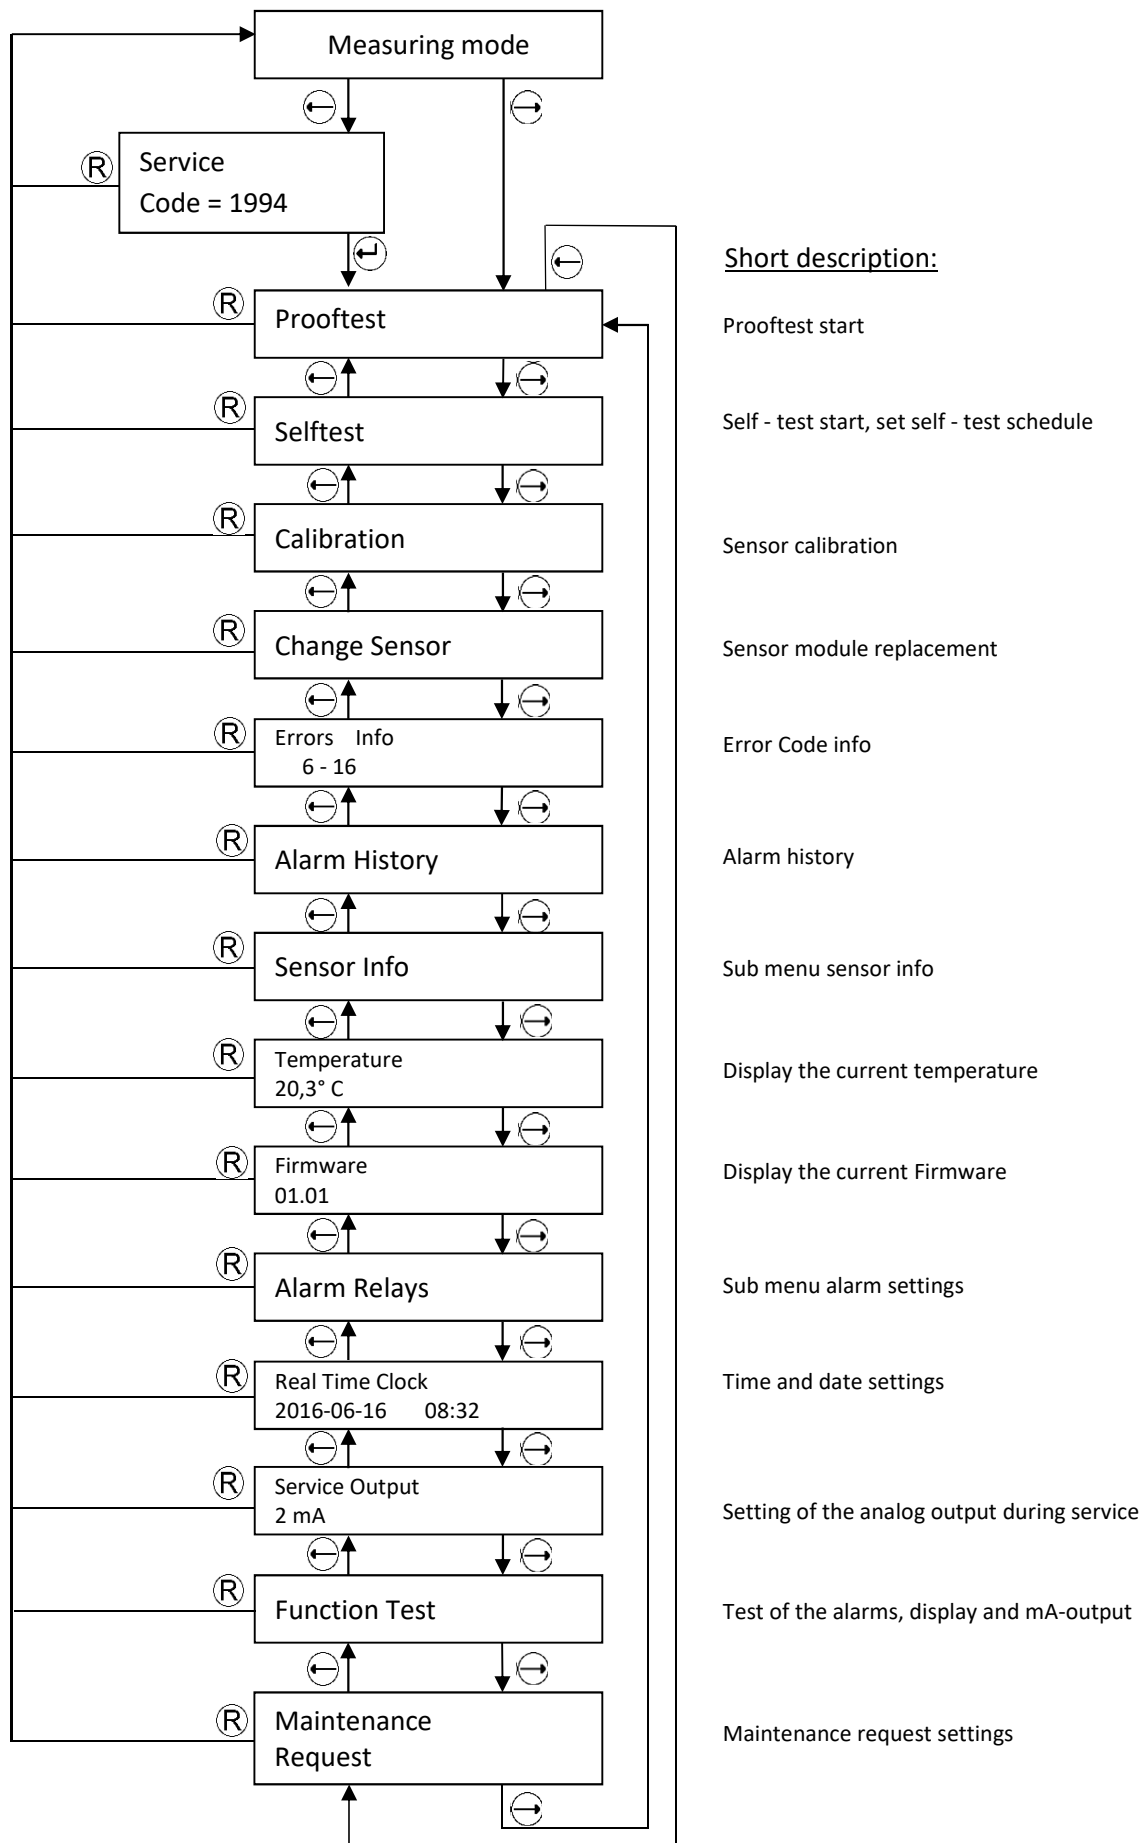 Measuring mode
R
Service
Code = 1994
Short description:
R
Prooftest
Prooftest start
R
Selftest
Self - test start, set self - test schedule
R
Calibration
Sensor calibration
R
Change Sensor
Sensor module replacement
R
Errors Info
6 - 16
Error Code info
R
Alarm History
Alarm history
R
Sensor Info
Sub menu sensor info
R
Temperature
20,3° C
Display the current temperature
R
Firmware
01.01
Display the current Firmware
R
Alarm Relays
Sub menu alarm settings
R
Real Time Clock
2016-06-16 08:32
Time and date settings
R
Service Output
2 mA
Setting of the analog output during service
R
Function Test
Test of the alarms, display and mA-output
R
Maintenance
Request
Maintenance request settings